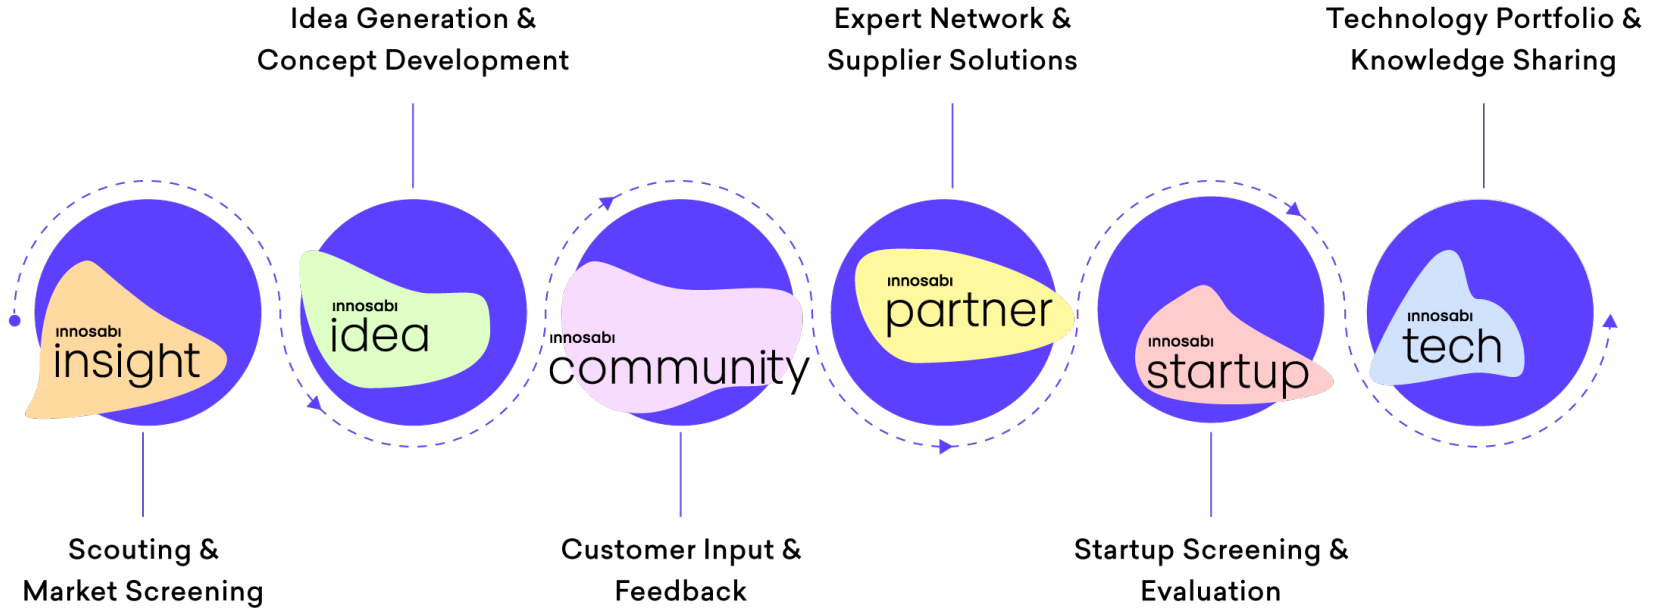 Idea Generation &
Concept Development
Expert Network &
Supplier Solutions
Technology Portfolio &
Knowledge Sharing
innosabi
insight
innosabi
idea
innosabi
community
innosabi
partner
innosabi
startup
innosabi
tech
Scouting &
Market Screening
Customer Input &
Feedback
Startup Screening &
Evaluation